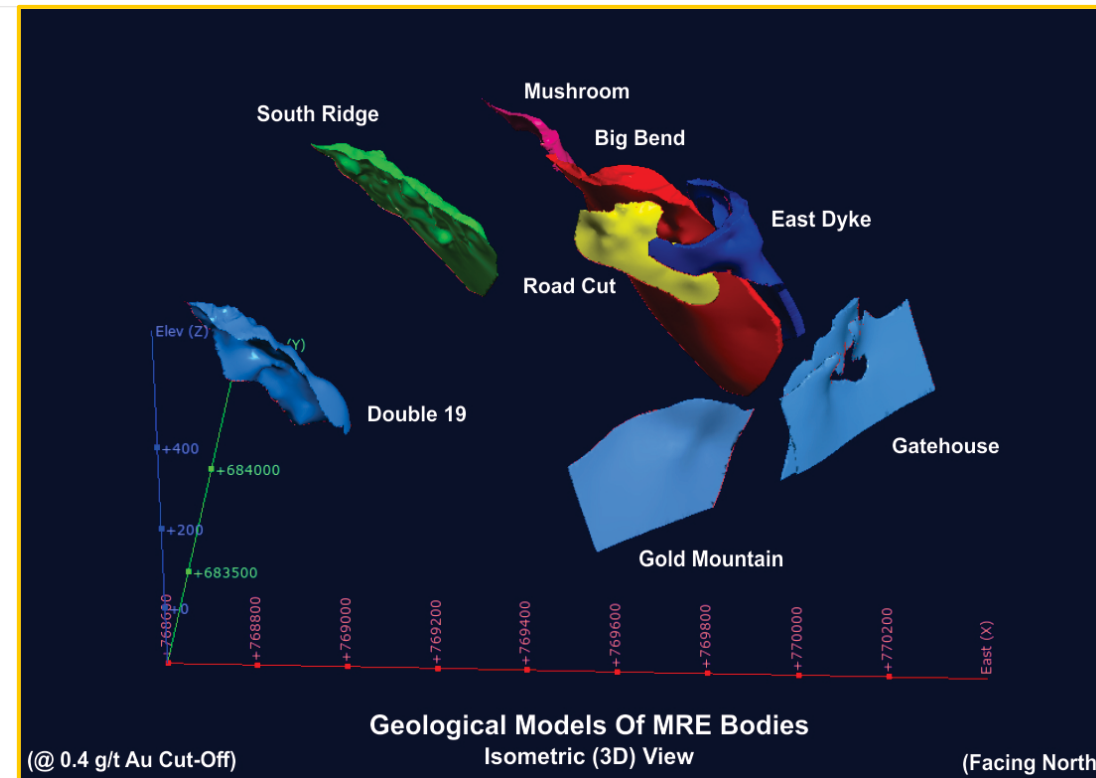 Mushroom
South Ridge
Big Bend
East Dyke
Road Cut
Elev (Z)
(Y)
Double 19
Gatehouse
+400
+684000
+200
Gold Mountain
+683500
+0
+768600
+768800
+769000
+769200
+769400
+769600
+769800
+770000
+770200
East (X)
Geological Models Of MRE Bodies
Isometric (3D) View
(@ 0.4 g/t Au Cut-Off)
(Facing North